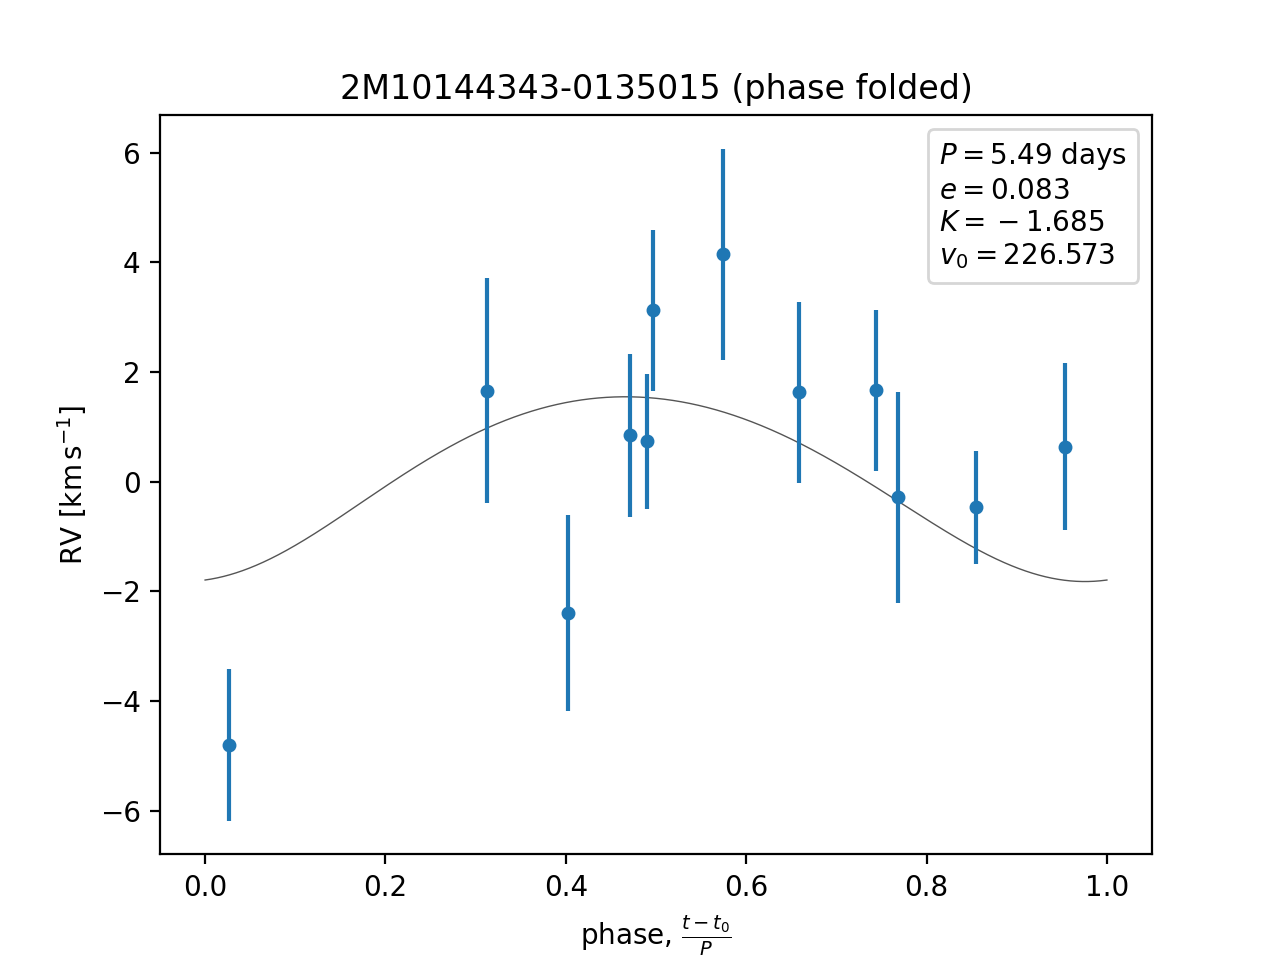 2M10144343-0135015 (phase folded)
P = 5.49 days
e = 0.083
K = −1.685
v₀ = 226.573
RV [km s⁻¹]
6
4
2
0
−2
−4
−6
0.0 0.2 0.4 0.6 0.8 1.0
phase, (t − t₀)/P